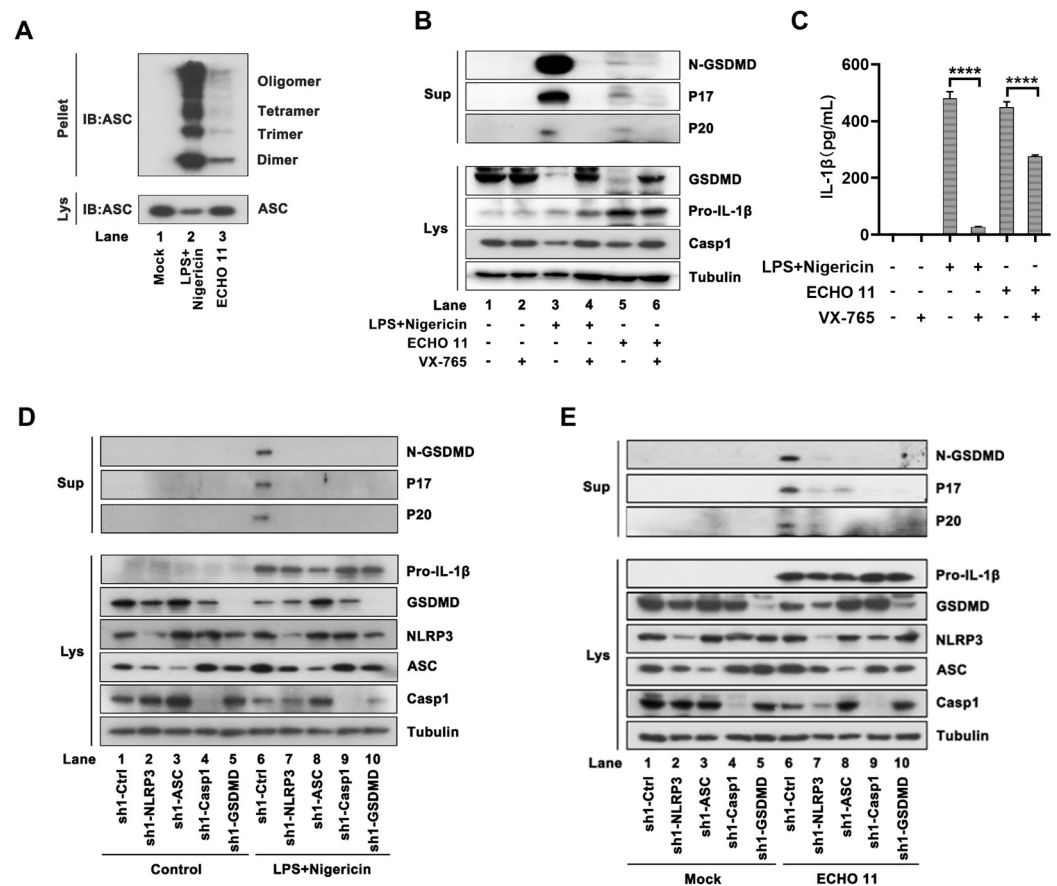 A
Pellet
IB:ASC
Oligomer
Tetramer
Trimer
Dimer
Lys
IB:ASC
ASC
Lane 1 2 3
Mock
LPS+
Nigericin
ECHO 11
B
Sup
N-GSDMD
P17
P20
Lys
GSDMD
Pro-IL-1β
Casp1
Tubulin
Lane 1 2 3 4 5 6
LPS+Nigericin - - + + - -
ECHO 11 - - - - + +
VX-765 - + - + - +
C
IL-1β(pg/mL)
600
400
200
0
**** ****
LPS+Nigericin - - + + - -
ECHO 11 - - - - + +
VX-765 - + - + - +
D
Sup
N-GSDMD
P17
P20
Lys
Pro-IL-1β
GSDMD
NLRP3
ASC
Casp1
Tubulin
Lane 1 2 3 4 5 6 7 8 9 10
sh1-Ctrl
sh1-NLRP3
sh1-ASC
sh1-Casp1
sh1-GSDMD
sh1-Ctrl
sh1-NLRP3
sh1-ASC
sh1-Casp1
sh1-GSDMD
Control
LPS+Nigericin
E
Sup
N-GSDMD
P17
P20
Lys
Pro-IL-1β
GSDMD
NLRP3
ASC
Casp1
Tubulin
Lane 1 2 3 4 5 6 7 8 9 10
sh1-Ctrl
sh1-NLRP3
sh1-ASC
sh1-Casp1
sh1-GSDMD
sh1-Ctrl
sh1-NLRP3
sh1-ASC
sh1-Casp1
sh1-GSDMD
Mock
ECHO 11